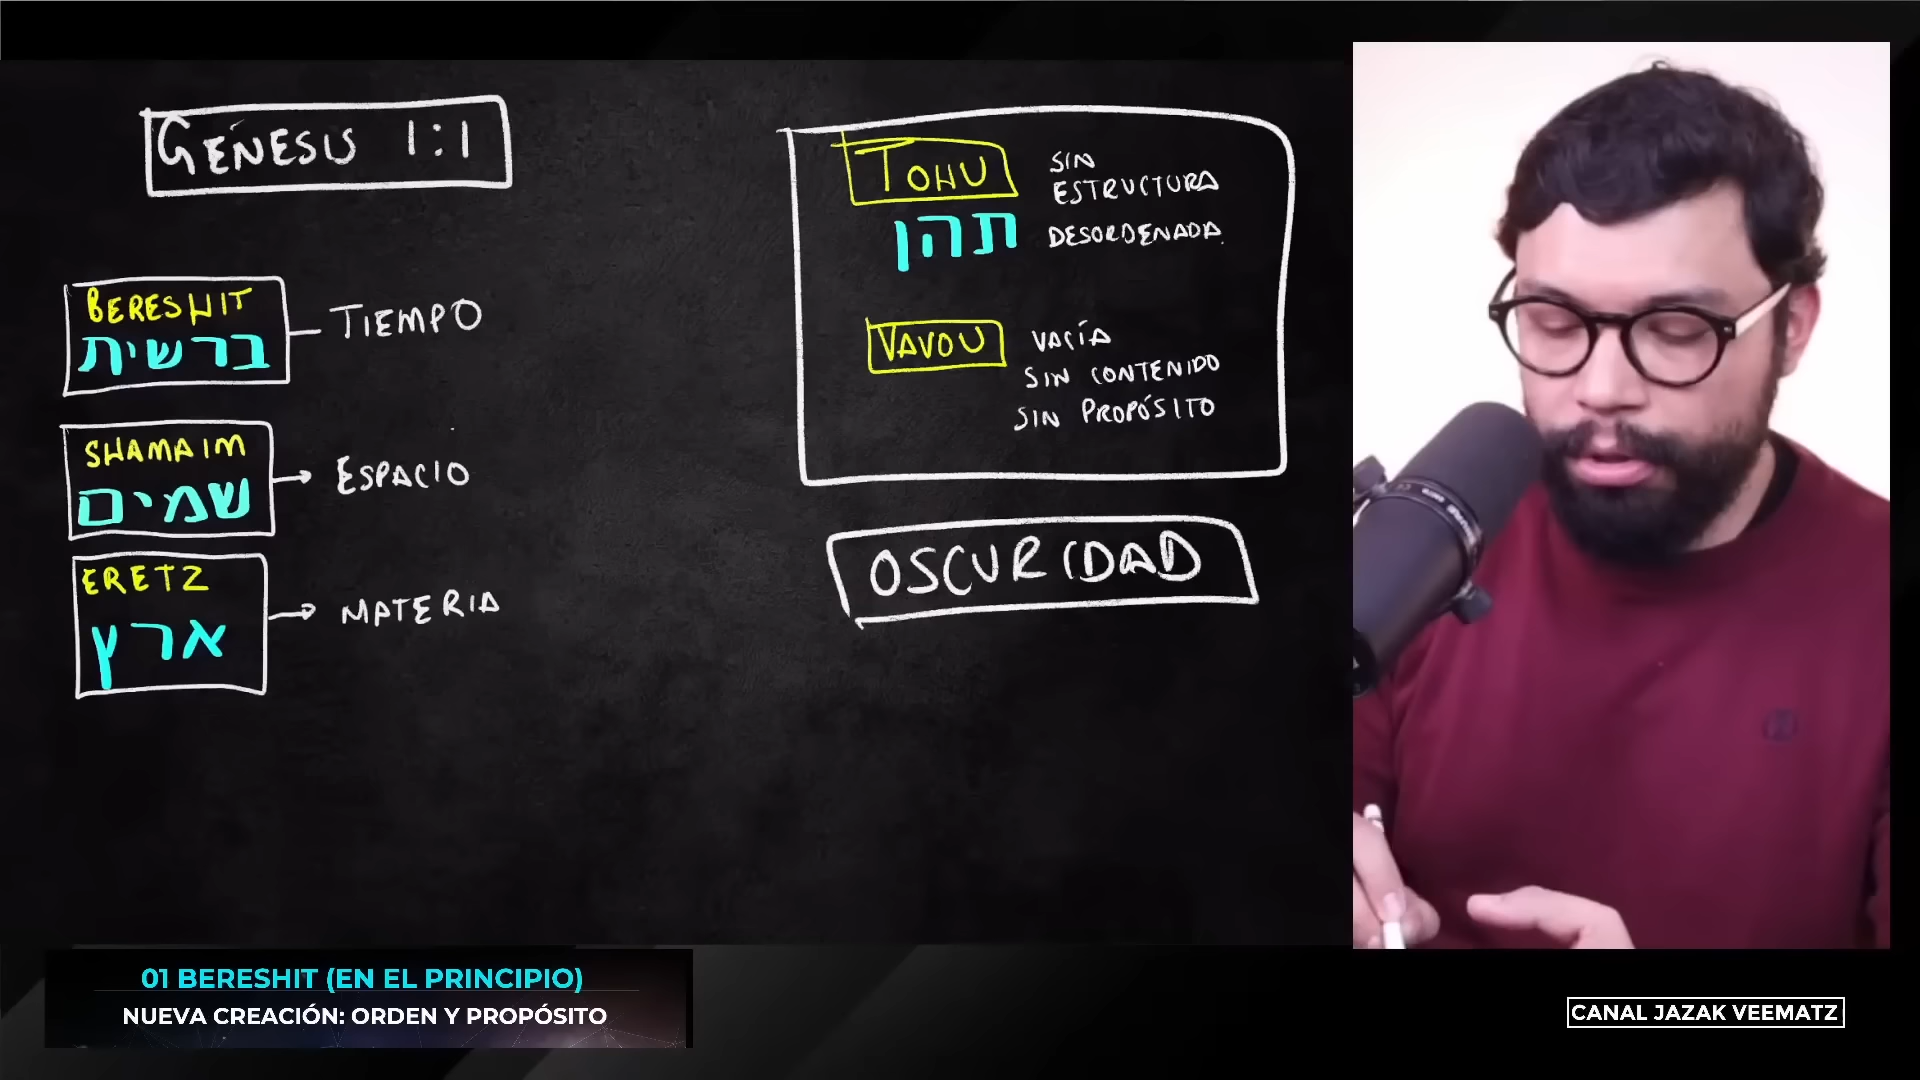 GÉNESIS 1:1
BERESHIT
ברשית
TIEMPO
SHAMAIM
שמים
ESPACIO
ERETZ
ארץ
MATERIA
TOHU
תהן
SIN
ESTRUCTURA
DESORDENADA.
VAVOU
VACÍA
SIN CONTENIDO
SIN PROPÓSITO
OSCURIDAD
01 BERESHIT (EN EL PRINCIPIO)
NUEVA CREACIÓN: ORDEN Y PROPÓSITO
CANAL JAZAK VEEMATZ